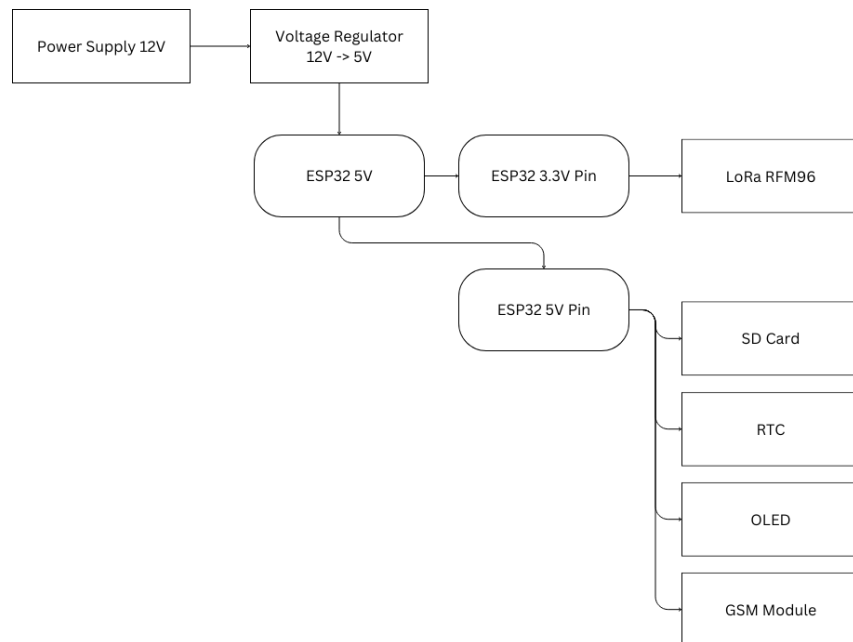 Power Supply 12V
Voltage Regulator
12V -> 5V
ESP32 5V
ESP32 3.3V Pin
LoRa RFM96
ESP32 5V Pin
SD Card
RTC
OLED
GSM Module